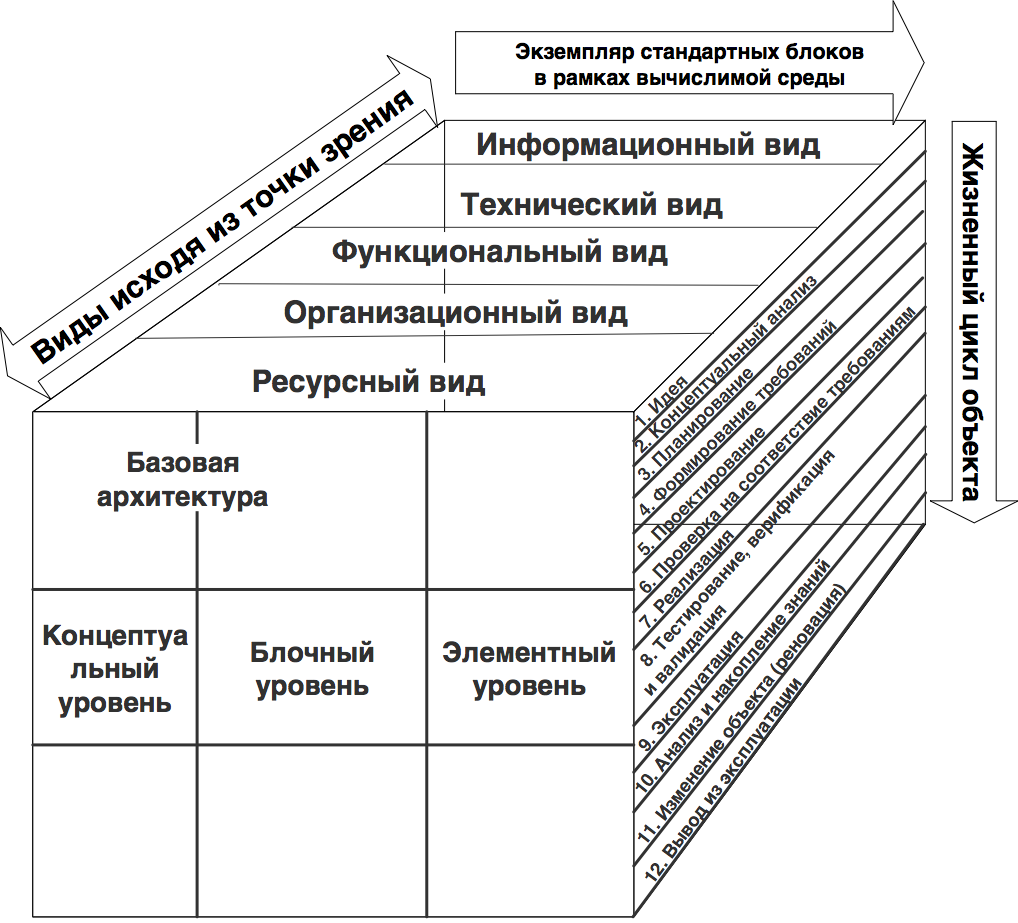 Экземпляр стандартных блоков
в рамках вычислимой среды
Виды исходя из точки зрения
Жизненный цикл объекта
Информационный вид
Технический вид
Функциональный вид
Организационный вид
Ресурсный вид
Базовая
архитектура
Концептуа
льный
уровень
Блочный
уровень
Элементный
уровень
1. Идея
2. Концептуальный анализ
3. Планирование
4. Формирование требований
5. Проектирование
6. Проверка на соответствие требованиям
7. Реализация
8. Тестирование, верификация
и валидация
9. Эксплуатация
10. Анализ и накопление знаний
11. Изменение объекта (реновация)
12. Вывод из эксплуатации